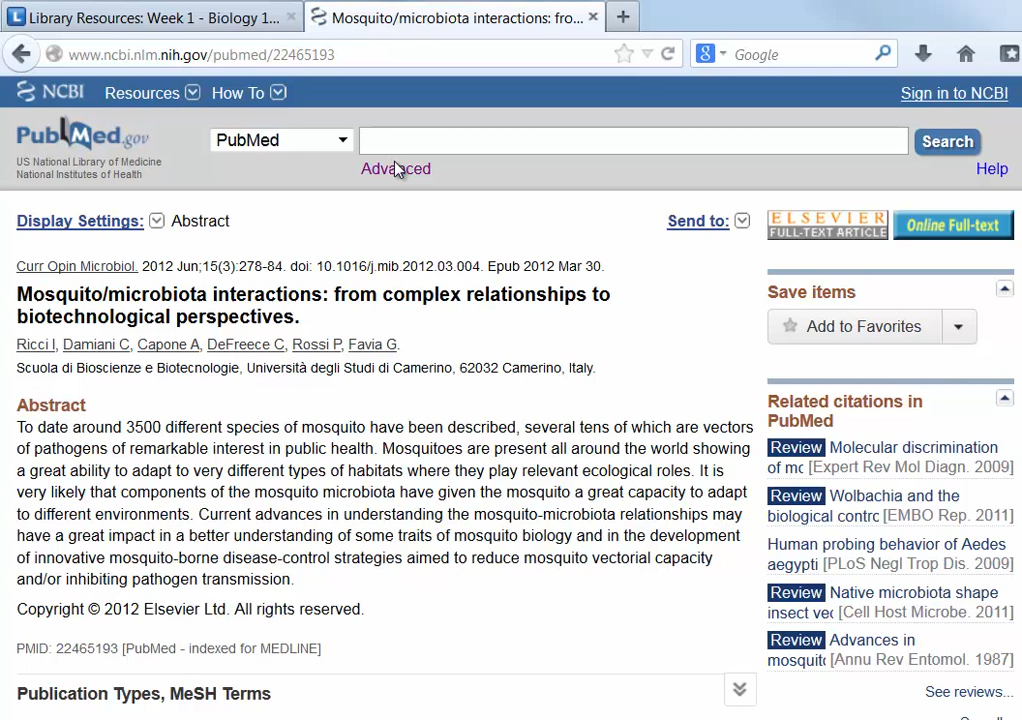 Library Resources: Week 1 - Biology 1...
Mosquito/microbiota interactions: fro...
www.ncbi.nlm.nih.gov/pubmed/22465193
Google
NCBI Resources How To Sign in to NCBI
PubMed.gov
US National Library of Medicine
National Institutes of Health
PubMed
Search
Advanced
Help
Display Settings: Abstract
Send to:
ELSEVIER
FULL-TEXT ARTICLE
Online Full-text
Curr Opin Microbiol. 2012 Jun;15(3):278-84. doi: 10.1016/j.mib.2012.03.004. Epub 2012 Mar 30.
Mosquito/microbiota interactions: from complex relationships to
biotechnological perspectives.
Ricci I, Damiani C, Capone A, DeFreece C, Rossi P, Favia G.
Scuola di Bioscienze e Biotecnologie, Università degli Studi di Camerino, 62032 Camerino, Italy.
Abstract
To date around 3500 different species of mosquito have been described, several tens of which are vectors
of pathogens of remarkable interest in public health. Mosquitoes are present all around the world showing
a great ability to adapt to very different types of habitats where they play relevant ecological roles. It is
very likely that components of the mosquito microbiota have given the mosquito a great capacity to adapt
to different environments. Current advances in understanding the mosquito-microbiota relationships may
have a great impact in a better understanding of some traits of mosquito biology and in the development
of innovative mosquito-borne disease-control strategies aimed to reduce mosquito vectorial capacity
and/or inhibiting pathogen transmission.
Copyright © 2012 Elsevier Ltd. All rights reserved.
PMID: 22465193 [PubMed - indexed for MEDLINE]
Publication Types, MeSH Terms
Save items
Add to Favorites
Related citations in
PubMed
Review Molecular discrimination
of mo [Expert Rev Mol Diagn. 2009]
Review Wolbachia and the
biological contro [EMBO Rep. 2011]
Human probing behavior of Aedes
aegypti [PLoS Negl Trop Dis. 2009]
Review Native microbiota shape
insect vec [Cell Host Microbe. 2011]
Review Advances in
mosquito [Annu Rev Entomol. 1987]
See reviews...